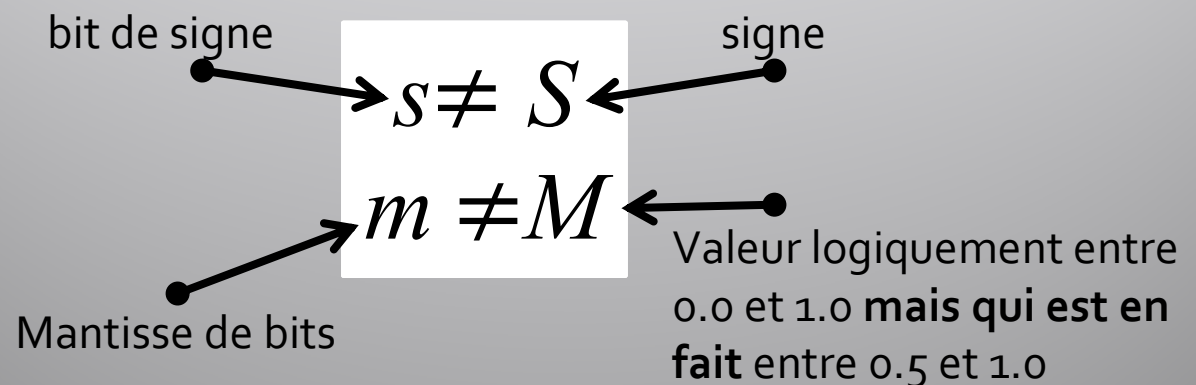 bit de signe
signe
s≠ S
m ≠M
Mantisse de bits
Valeur logiquement entre
0.0 et 1.0 mais qui est en
fait entre 0.5 et 1.0